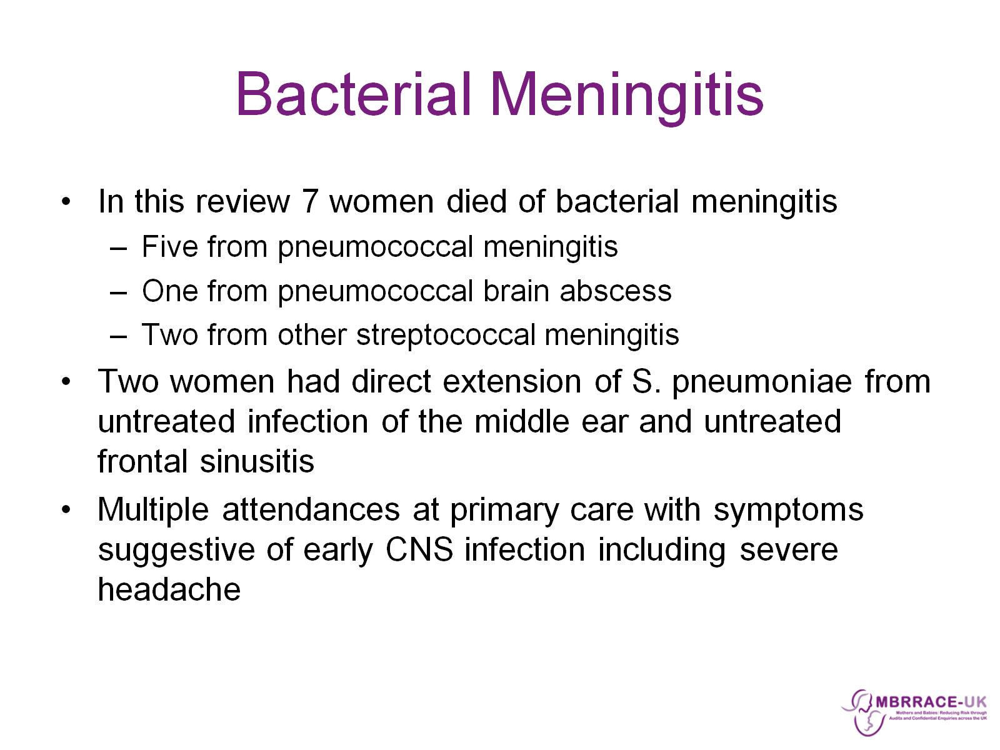 Bacterial Meningitis
• In this review 7 women died of bacterial meningitis
– Five from pneumococcal meningitis
– One from pneumococcal brain abscess
– Two from other streptococcal meningitis
• Two women had direct extension of S. pneumoniae from
untreated infection of the middle ear and untreated
frontal sinusitis
• Multiple attendances at primary care with symptoms
suggestive of early CNS infection including severe
headache
MBRRACE-UK
Mothers and Babies: Reducing Risk through
Audits and Confidential Enquiries across the UK